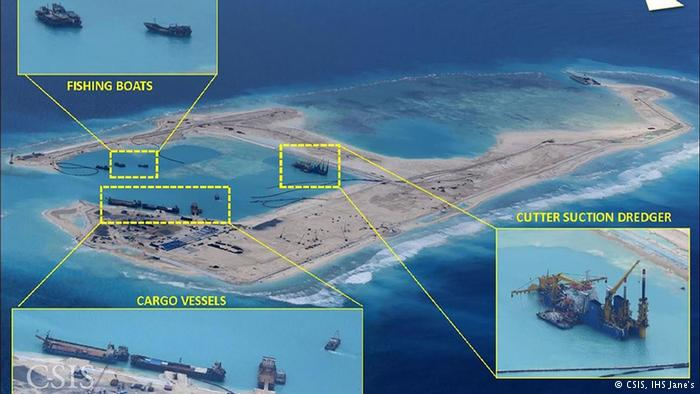 FISHING BOATS
CUTTER SUCTION DREDGER
CARGO VESSELS
CSIS
© CSIS, IHS Jane's